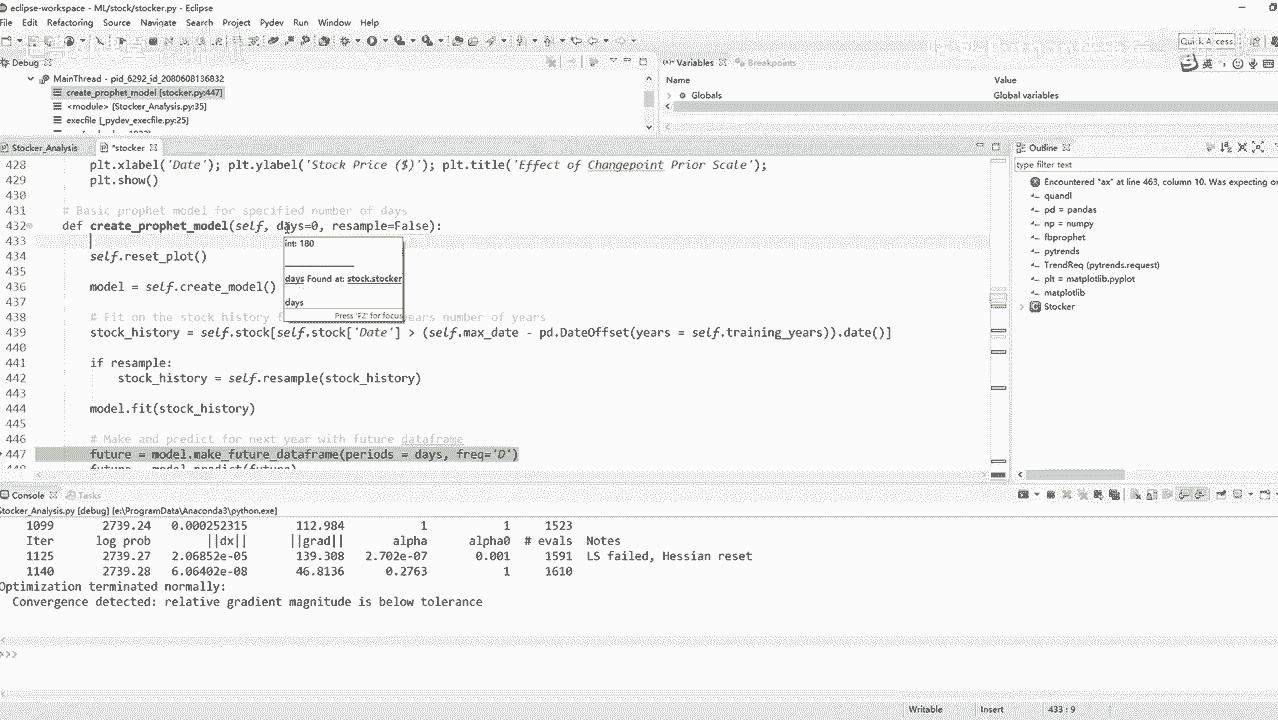 eclipse-workspace - ML/stock/stocker.py - Eclipse
File Edit Refactoring Source Navigate Search Project Pydev Run Window Help
Quick Access
Debug
MainThread - pid_6292_id_2080608136832
create_prophet_model [stocker.py:447]
<module> [Stocker_Analysis.py:35]
execfile [_pydev_execfile.py:25]
Variables Breakpoints
Name Value
Globals Global variables
Stocker_Analysis *stocker
428 plt.xlabel('Date'); plt.ylabel('Stock Price ($)'); plt.title('Effect of Changepoint Prior Scale');
429 plt.show()
430
431 # Basic prophet model for specified number of days
432 def create_prophet_model(self, days=0, resample=False):
433
434 self.reset_plot()
435
436 model = self.create_model()
437
438 # Fit on the stock history years number of years
439 stock_history = self.stock[self.stock['Date'] > (self.max_date - pd.DateOffset(years = self.training_years)).date()]
440
441 if resample:
442 stock_history = self.resample(stock_history)
443
444 model.fit(stock_history)
445
446 # Make and predict for next year with future dataframe
447 future = model.make_future_dataframe(periods = days, freq='D')
int: 180
days Found at: stock.stocker
days
Press 'F2' for focus
Outline
type filter text
Encountered "ax" at line 463, column 10. Was expecting
quandl
pd = pandas
np = numpy
fbprophet
pytrends
TrendReq (pytrends.request)
plt = matplotlib.pyplot
matplotlib
Stocker
Console Tasks
Stocker_Analysis.py [debug] [e:\ProgramData\Anaconda3\python.exe]
1099 2739.24 0.000252315 112.984 1 1 1523
Iter log prob ||dx|| ||grad|| alpha alpha0 # evals Notes
1125 2739.27 2.06852e-05 139.308 2.702e-07 0.001 1591 LS failed, Hessian reset
1140 2739.28 6.06402e-08 46.8136 0.2763 1 1610
Optimization terminated normally:
Convergence detected: relative gradient magnitude is below tolerance
>>>
Writable Insert 433 : 9